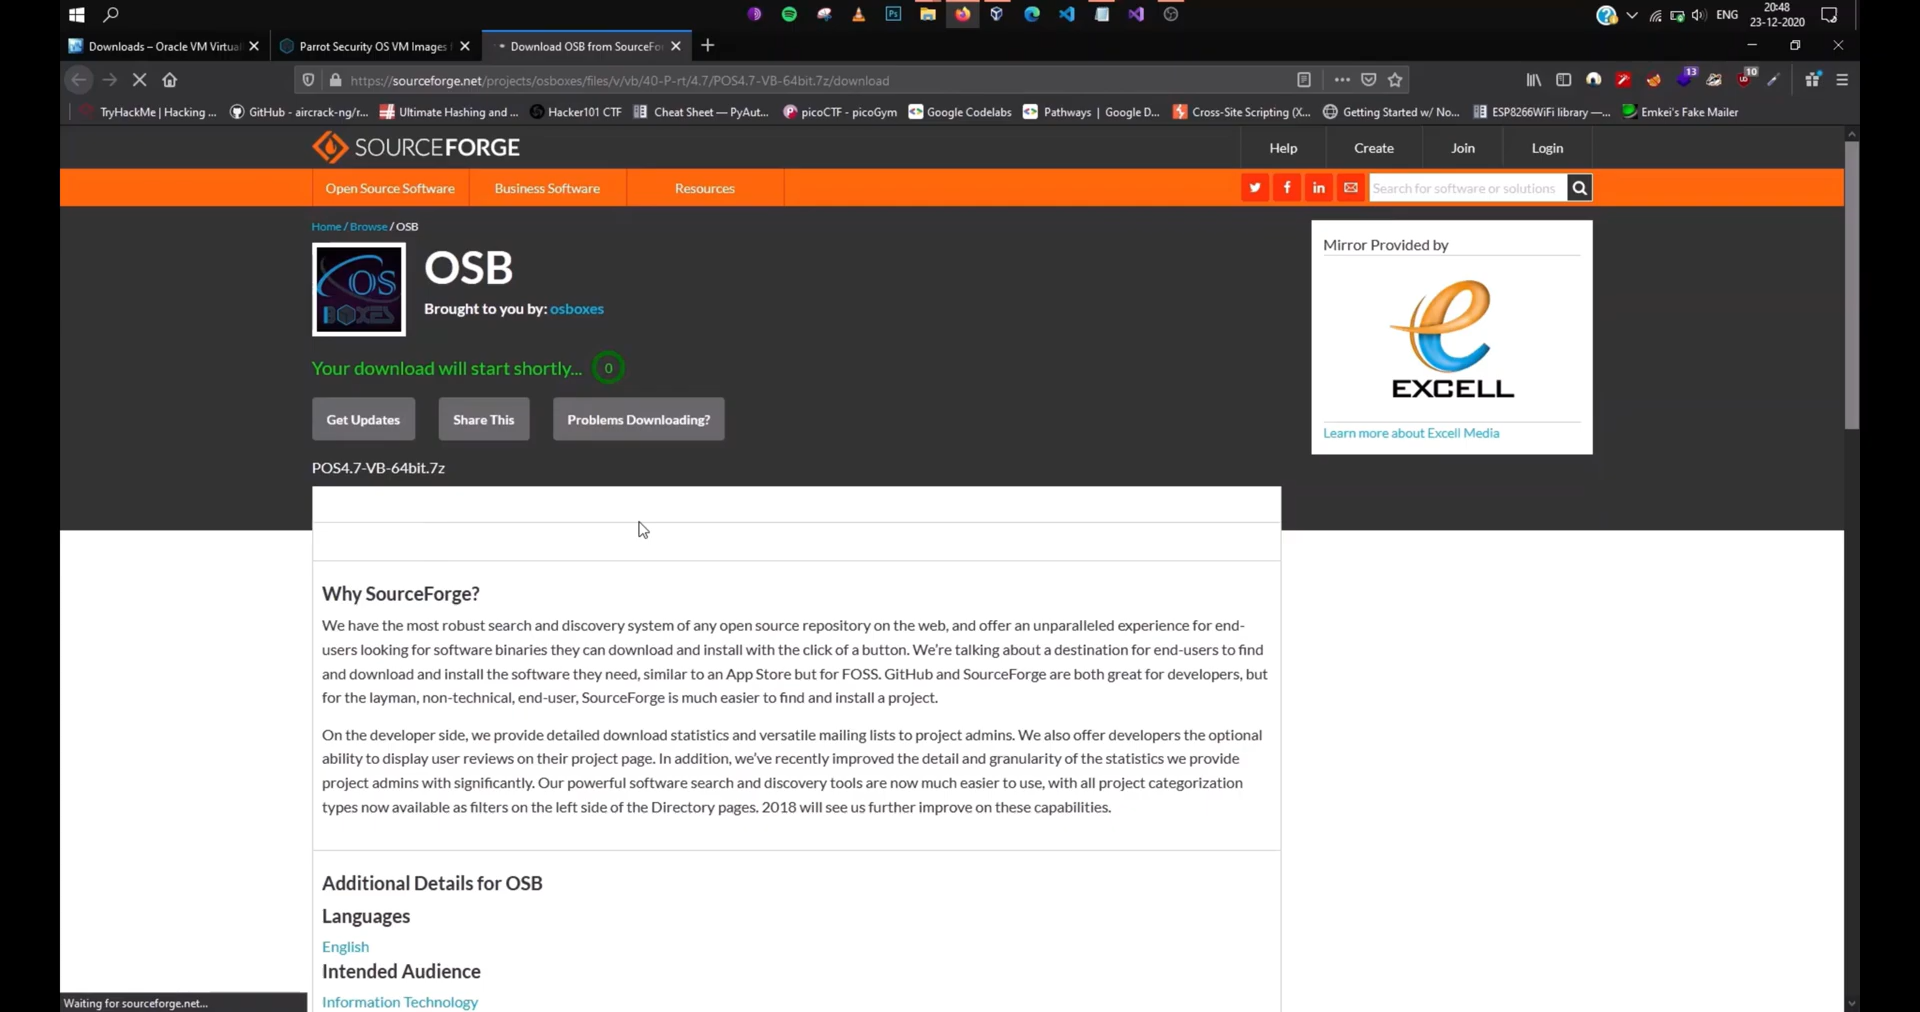 ENG
20:48
23-12-2020
Downloads – Oracle VM Virtual
Parrot Security OS VM Images
Download OSB from SourceFor
https://sourceforge.net/projects/osboxes/files/v/vb/40-P-rt/4.7/POS4.7-VB-64bit.7z/download
13
10
TryHackMe | Hacking ...
GitHub - aircrack-ng/r...
Ultimate Hashing and ...
Hacker101 CTF
Cheat Sheet — PyAut...
picoCTF - picoGym
Google Codelabs
Pathways | Google D...
Cross-Site Scripting (X...
Getting Started w/ No...
ESP8266WiFi library —...
Emkei's Fake Mailer
SOURCEFORGE
Help
Create
Join
Login
Open Source Software
Business Software
Resources
Search for software or solutions
Home / Browse / OSB
OS
BOXES
OSB
Brought to you by: osboxes
Mirror Provided by
EXCELL
Learn more about Excell Media
Your download will start shortly... 0
Get Updates
Share This
Problems Downloading?
POS4.7-VB-64bit.7z
Why SourceForge?
We have the most robust search and discovery system of any open source repository on the web, and offer an unparalleled experience for end-
users looking for software binaries they can download and install with the click of a button. We're talking about a destination for end-users to find
and download and install the software they need, similar to an App Store but for FOSS. GitHub and SourceForge are both great for developers, but
for the layman, non-technical, end-user, SourceForge is much easier to find and install a project.
On the developer side, we provide detailed download statistics and versatile mailing lists to project admins. We also offer developers the optional
ability to display user reviews on their project page. In addition, we've recently improved the detail and granularity of the statistics we provide
project admins with significantly. Our powerful software search and discovery tools are now much easier to use, with all project categorization
types now available as filters on the left side of the Directory pages. 2018 will see us further improve on these capabilities.
Additional Details for OSB
Languages
English
Intended Audience
Information Technology
Waiting for sourceforge.net...